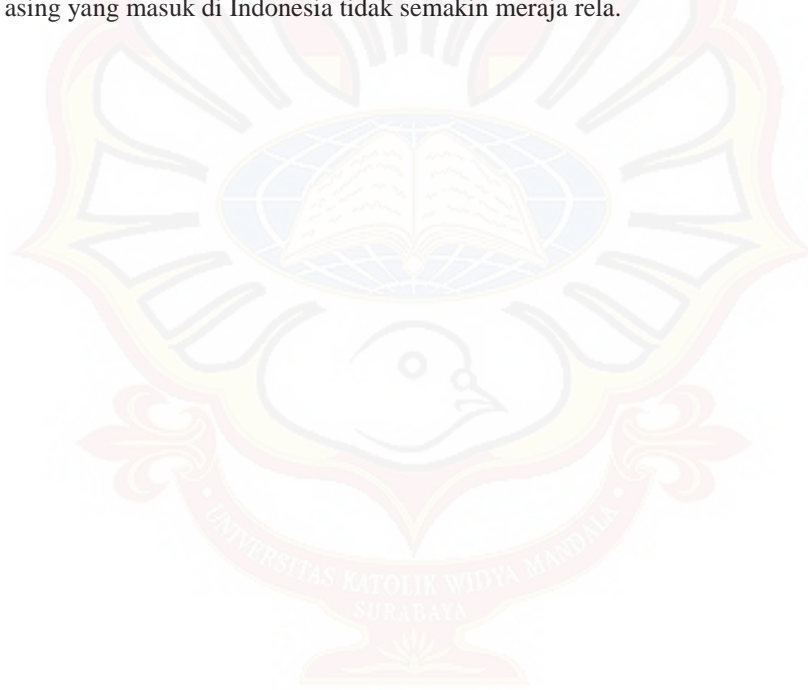 asing yang masuk di Indonesia tidak semakin meraja rela.
UNIVERSITAS KATOLIK WIDYA MANDALA
SURABAYA